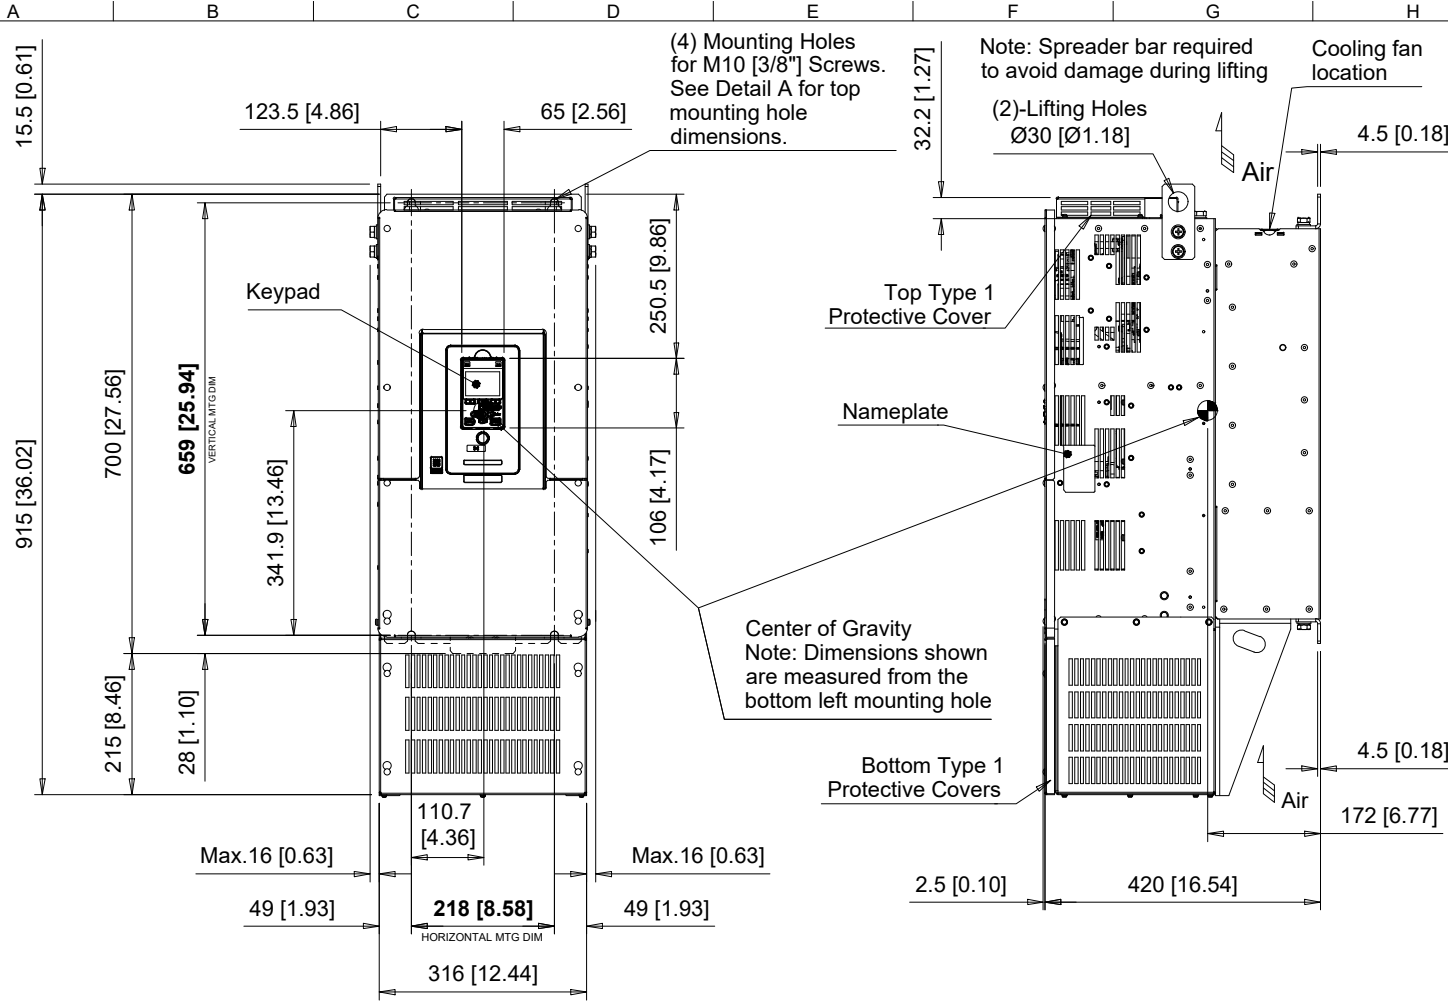 A
B
C
D
E
F
G
H
15.5 [0.61]
123.5 [4.86]
65 [2.56]
(4) Mounting Holes
for M10 [3/8"] Screws.
See Detail A for top
mounting hole
dimensions.
32.2 [1.27]
Note: Spreader bar required
to avoid damage during lifting
(2)-Lifting Holes
Ø30 [Ø1.18]
Cooling fan
location
4.5 [0.18]
Air
Keypad
250.5 [9.86]
Top Type 1
Protective Cover
915 [36.02]
700 [27.56]
659 [25.94]
VERTICAL MTG DIM
341.9 [13.46]
106 [4.17]
Nameplate
Center of Gravity
Note: Dimensions shown
are measured from the
bottom left mounting hole
215 [8.46]
28 [1.10]
Bottom Type 1
Protective Covers
4.5 [0.18]
Air
172 [6.77]
110.7
[4.36]
Max.16 [0.63]
Max.16 [0.63]
2.5 [0.10]
420 [16.54]
49 [1.93]
218 [8.58]
49 [1.93]
HORIZONTAL MTG DIM
316 [12.44]